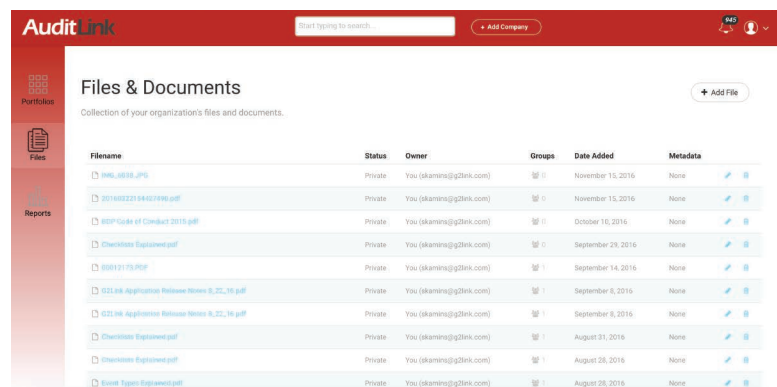 AuditLink
Start typing to search...
+ Add Company
945
Portfolios
Files
Reports
Files & Documents
Collection of your organization's files and documents.
+ Add File
Filename Status Owner Groups Date Added Metadata
Private You (skamins@g2link.com) 0 November 15, 2016 None
Private You (skamins@g2link.com) 0 November 15, 2016 None
Code of Conduct 2015.pdf Private You (skamins@g2link.com) 0 October 10, 2016 None
Checklists Explained.pdf Private You (skamins@g2link.com) 0 September 29, 2016 None
00013173.PDF Private You (skamins@g2link.com) 1 September 14, 2016 None
G2Link Application Release Notes 8_22_16.pdf Private You (skamins@g2link.com) 1 September 8, 2016 None
G2Link Application Release Notes 8_22_16.pdf Private You (skamins@g2link.com) 1 September 8, 2016 None
Checklists Explained.pdf Private You (skamins@g2link.com) 1 August 31, 2016 None
Checklists Explained.pdf Private You (skamins@g2link.com) 1 August 28, 2016 None
Event Types Explained.pdf Private You (skamins@g2link.com) 1 August 28, 2016 None